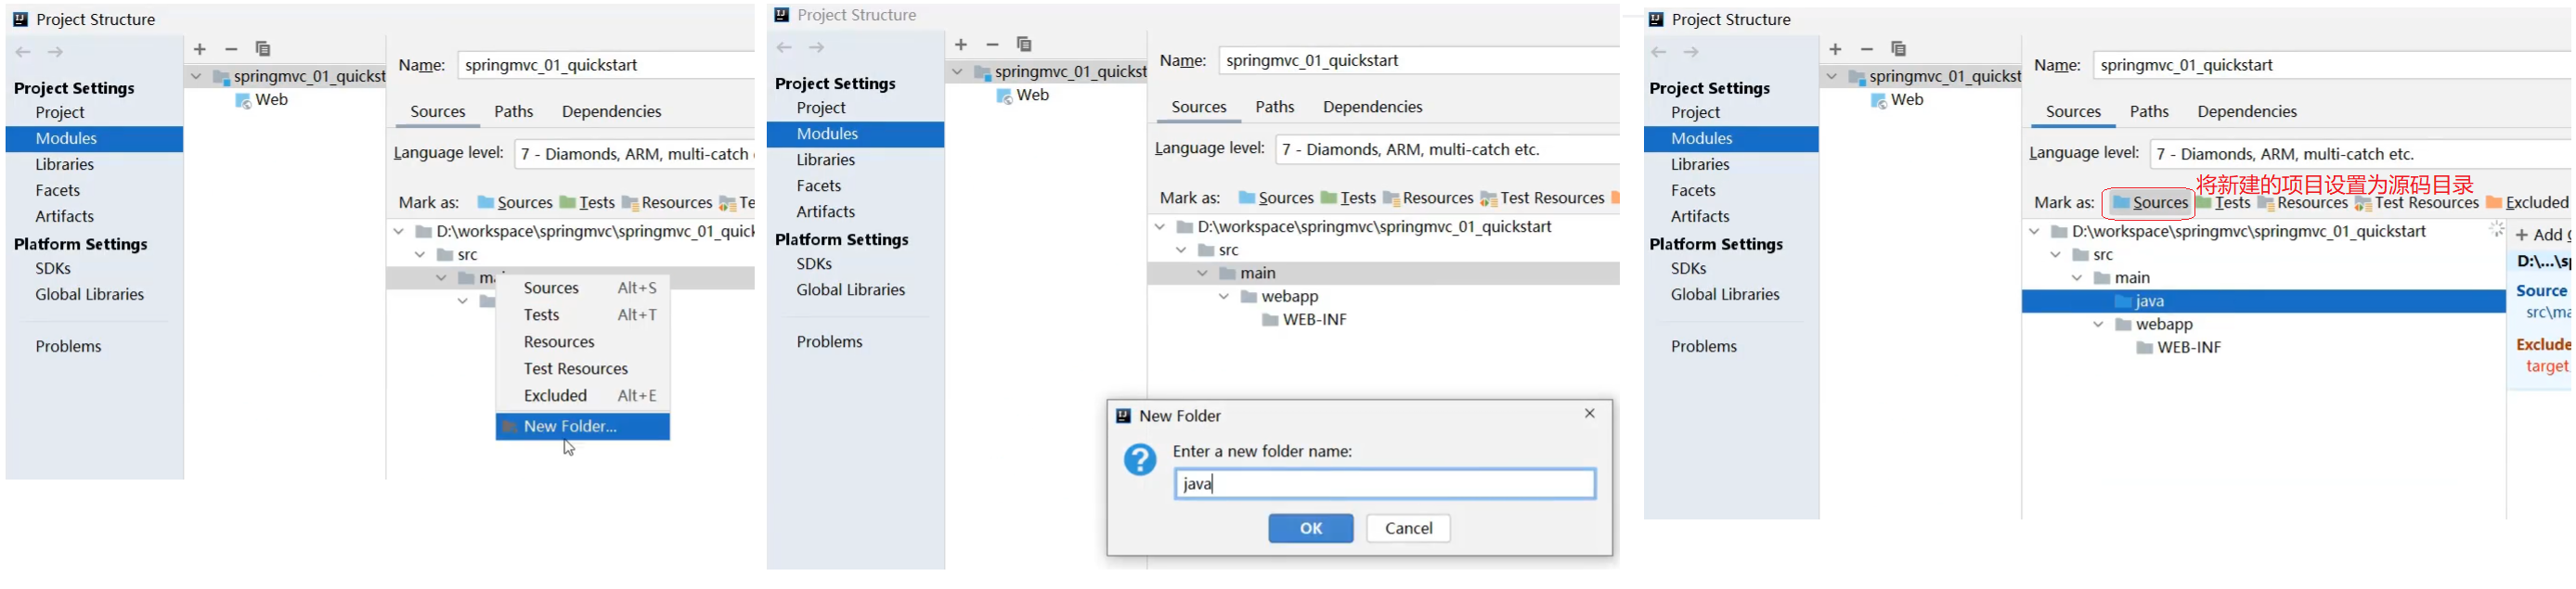 Project Structure
Project Settings
Project
Modules
Libraries
Facets
Artifacts
Platform Settings
SDKs
Global Libraries
Problems
springmvc_01_quickst
Web
Name: springmvc_01_quickstart
Sources Paths Dependencies
Language level: 7 - Diamonds, ARM, multi-catch
Mark as: Sources Tests Resources Te
D:\workspace\springmvc\springmvc_01_quick
src
Sources Alt+S
Tests Alt+T
Resources
Test Resources
Excluded Alt+E
New Folder...
Project Structure
Project Settings
Project
Modules
Libraries
Facets
Artifacts
Platform Settings
SDKs
Global Libraries
Problems
springmvc_01_quickst
Web
Name: springmvc_01_quickstart
Sources Paths Dependencies
Language level: 7 - Diamonds, ARM, multi-catch etc.
Mark as: Sources Tests Resources Test Resources
D:\workspace\springmvc\springmvc_01_quickstart
src
main
webapp
WEB-INF
New Folder
Enter a new folder name:
java
OK Cancel
Project Structure
Project Settings
Project
Modules
Libraries
Facets
Artifacts
Platform Settings
SDKs
Global Libraries
Problems
springmvc_01_quickst
Web
Name: springmvc_01_quickstart
Sources Paths Dependencies
Language level: 7 - Diamonds, ARM, multi-catch etc.
将新建的项目设置为源码目录
Mark as: Sources Tests Resources Test Resources Excluded
D:\workspace\springmvc\springmvc_01_quickstart
src
main
java
webapp
WEB-INF
+ Add
D:\...\s
Source
src\ma
Exclude
target